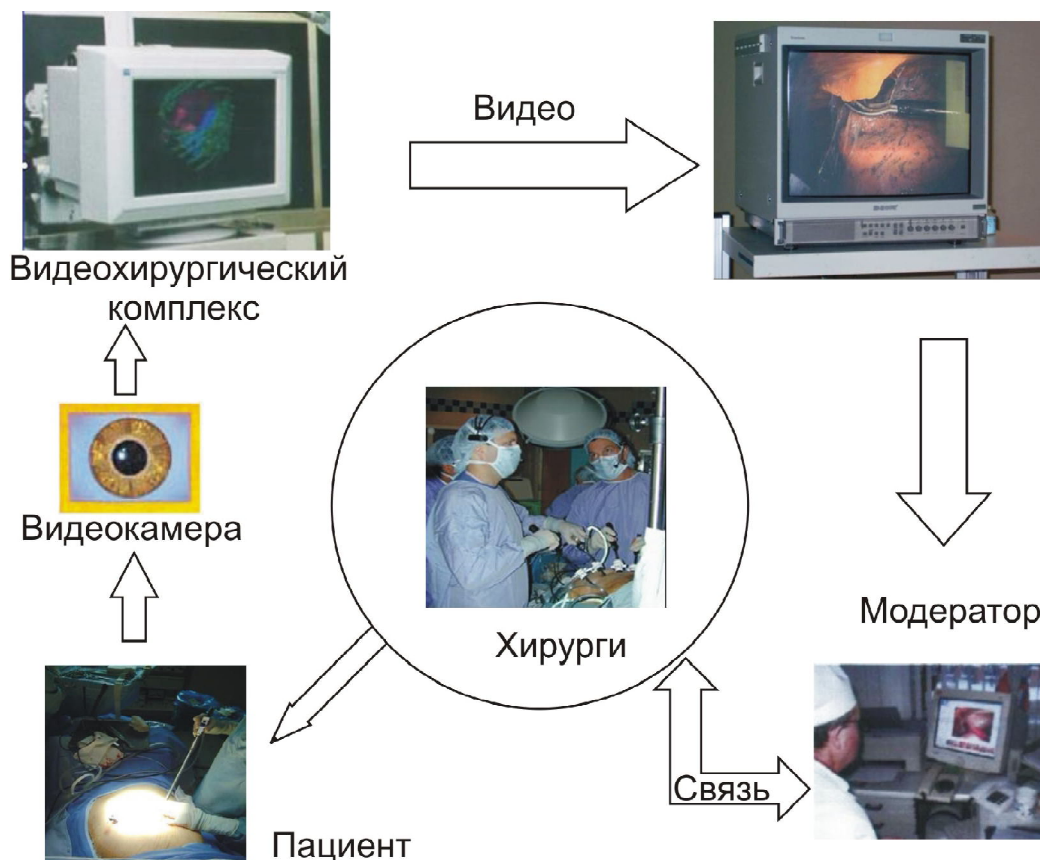 Видео
Видеохирургический
комплекс
Видеокамера
Хирурги
Модератор
Связь
Пациент